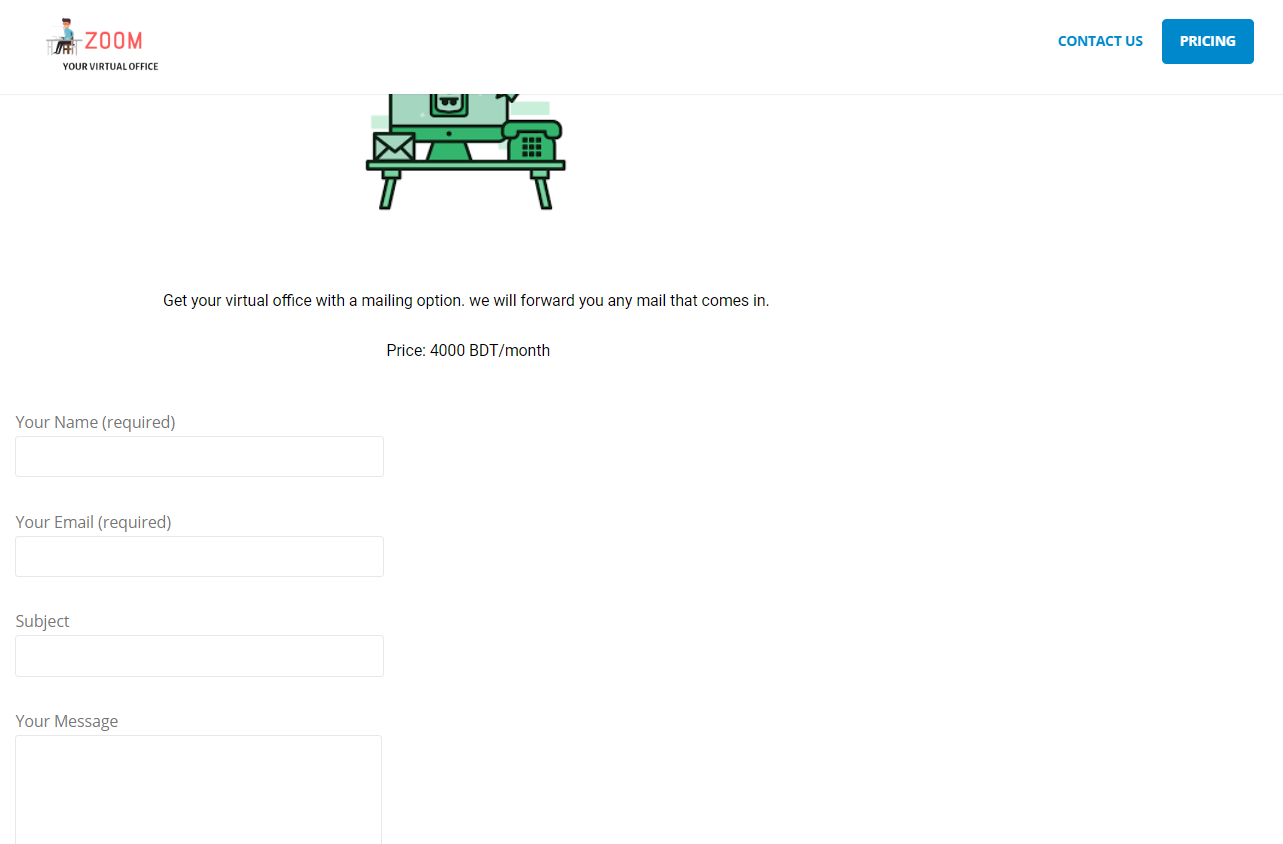 ZOOM
YOUR VIRTUAL OFFICE
CONTACT US
PRICING
Get your virtual office with a mailing option. we will forward you any mail that comes in.
Price: 4000 BDT/month
Your Name (required)
Your Email (required)
Subject
Your Message